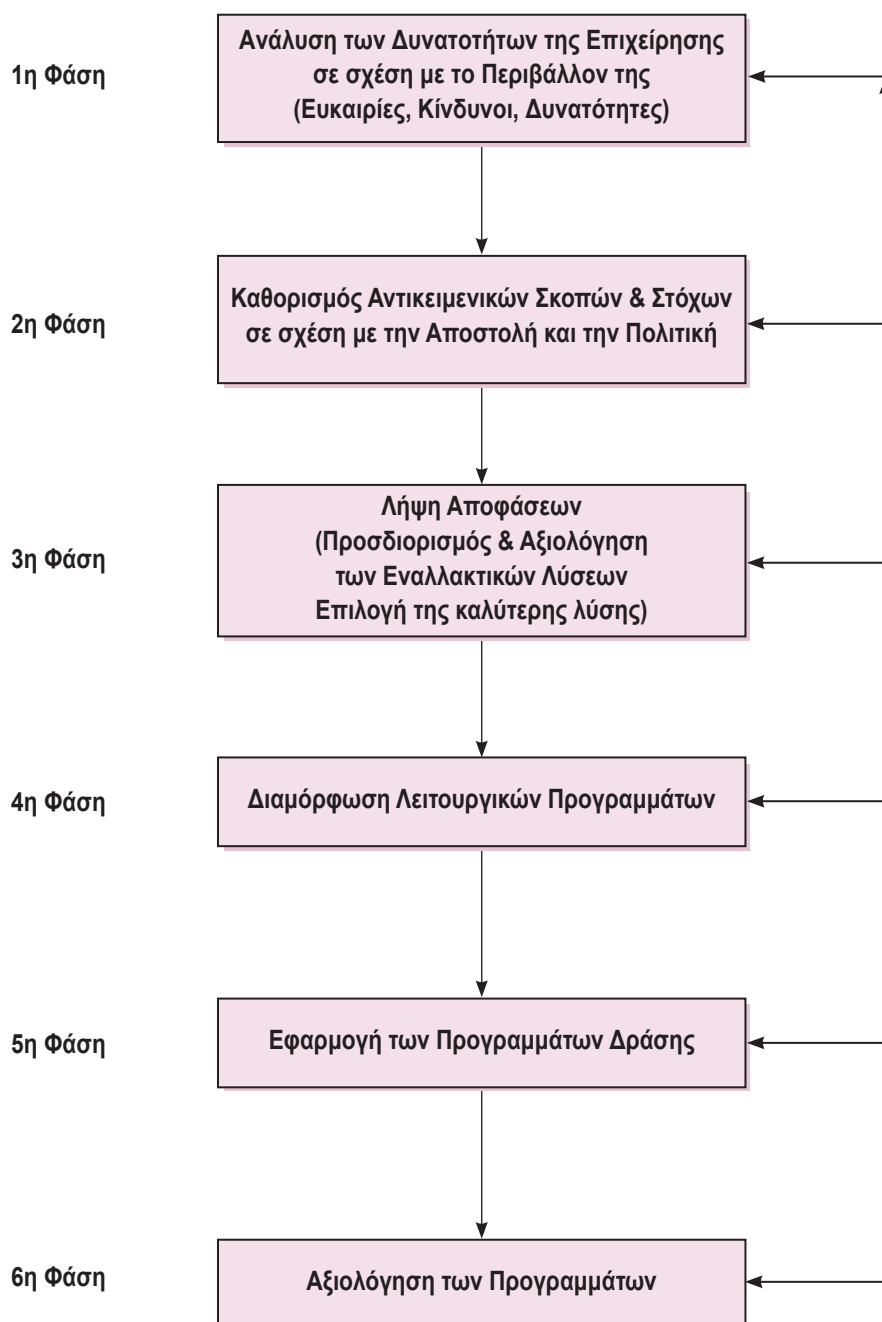 1η Φάση
Ανάλυση των Δυνατοτήτων της Επιχείρησης
σε σχέση με το Περιβάλλον της
(Ευκαιρίες, Κίνδυνοι, Δυνατότητες)
2η Φάση
Καθορισμός Αντικειμενικών Σκοπών & Στόχων
σε σχέση με την Αποστολή και την Πολιτική
3η Φάση
Λήψη Αποφάσεων
(Προσδιορισμός & Αξιολόγηση
των Εναλλακτικών Λύσεων
Επιλογή της καλύτερης λύσης)
4η Φάση
Διαμόρφωση Λειτουργικών Προγραμμάτων
5η Φάση
Εφαρμογή των Προγραμμάτων Δράσης
6η Φάση
Αξιολόγηση των Προγραμμάτων